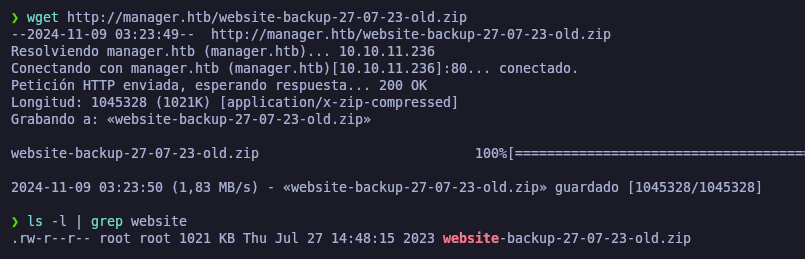 ❯ wget http://manager.htb/website-backup-27-07-23-old.zip
--2024-11-09 03:23:49--  http://manager.htb/website-backup-27-07-23-old.zip
Resolviendo manager.htb (manager.htb)... 10.10.11.236
Conectando con manager.htb (manager.htb)[10.10.11.236]:80... conectado.
Petición HTTP enviada, esperando respuesta... 200 OK
Longitud: 1045328 (1021K) [application/x-zip-compressed]
Grabando a: «website-backup-27-07-23-old.zip»
website-backup-27-07-23-old.zip                           100%[====================================
2024-11-09 03:23:50 (1,83 MB/s) - «website-backup-27-07-23-old.zip» guardado [1045328/1045328]
❯ ls -l | grep website
.rw-r--r-- root root 1021 KB Thu Jul 27 14:48:15 2023 website-backup-27-07-23-old.zip